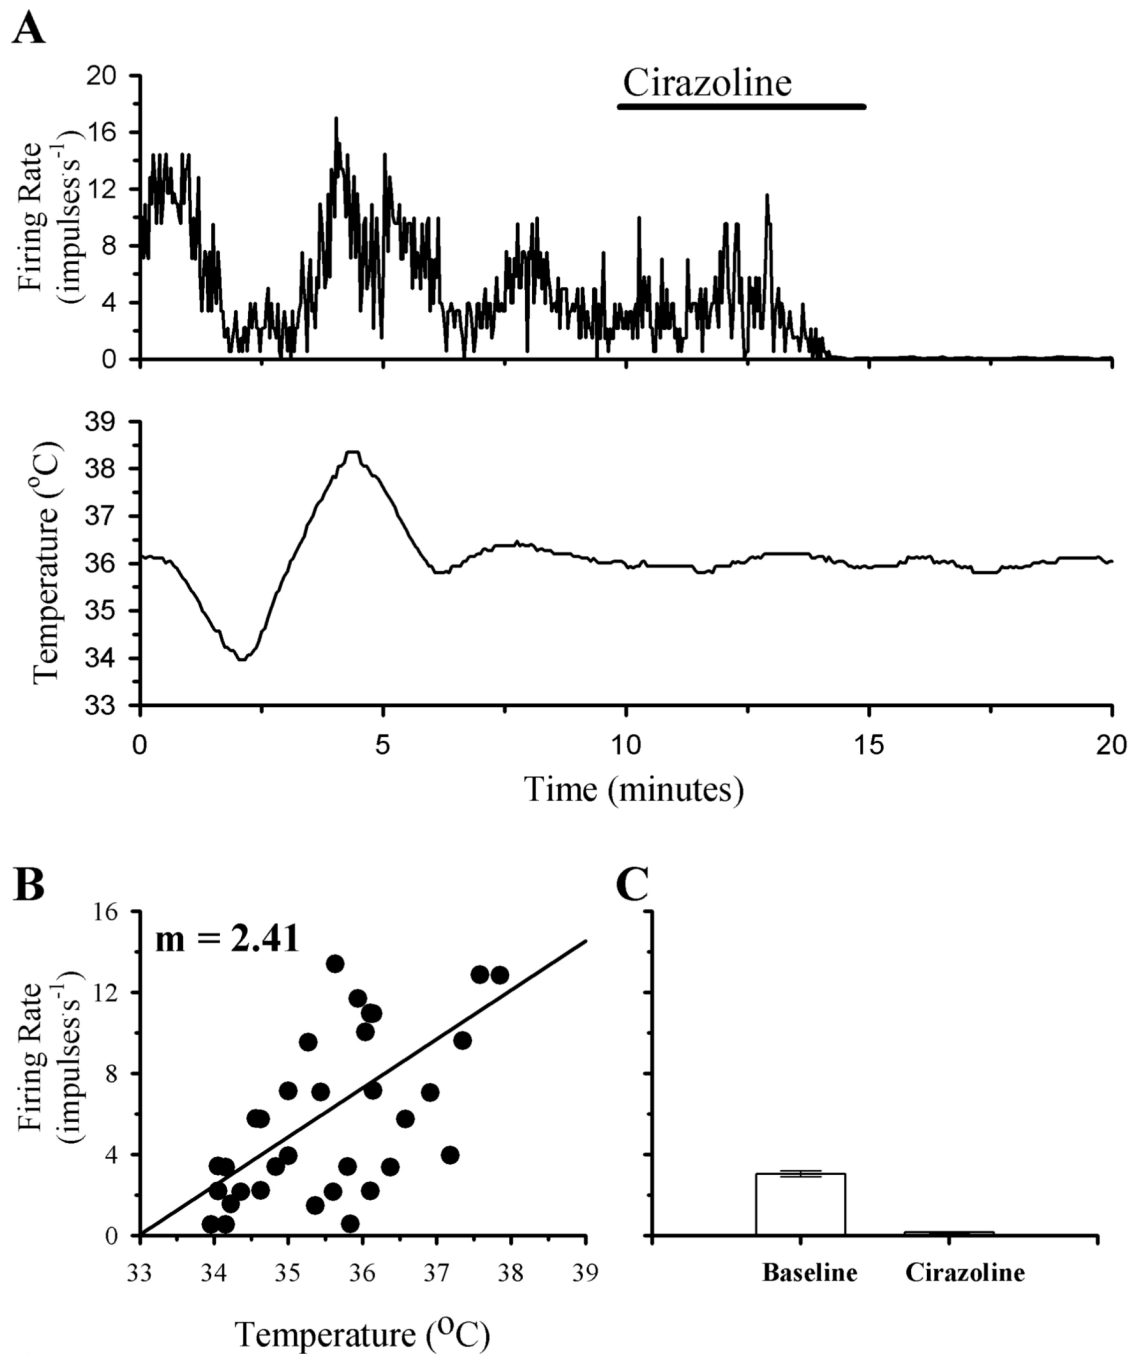 A
Cirazoline
Firing Rate
(impulses·s⁻¹)
20
16
12
8
4
0
Temperature (°C)
39
38
37
36
35
34
33
0 5 10 15 20
Time (minutes)
B
m = 2.41
Firing Rate
(impulses·s⁻¹)
16
12
8
4
0
33 34 35 36 37 38 39
Temperature (°C)
C
Baseline Cirazoline